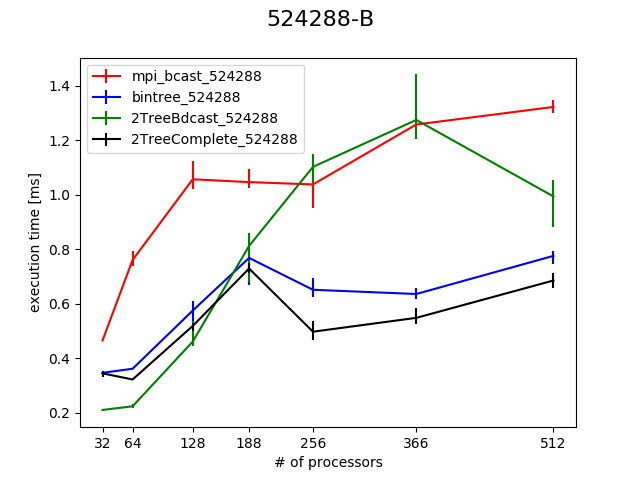 524288-B
mpi_bcast_524288
bintree_524288
2TreeBdcast_524288
2TreeComplete_524288
execution time [ms]
1.4
1.2
1.0
0.8
0.6
0.4
0.2
32 64 128 188 256 366 512
# of processors